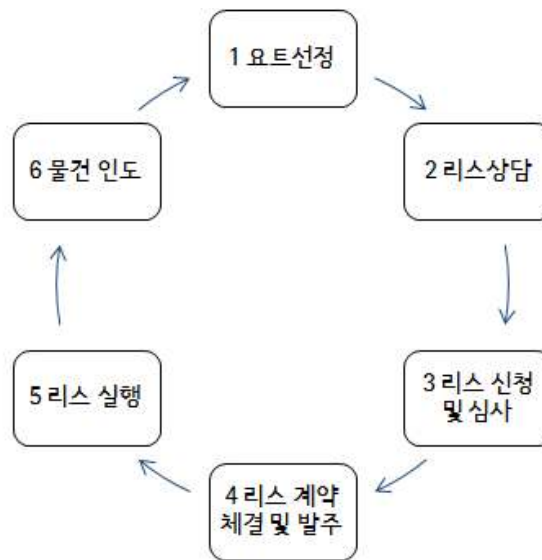 1 요트선정
2 리스상담
3 리스 신청
및 심사
4 리스 계약
체결 및 발주
5 리스 실행
6 물건 인도